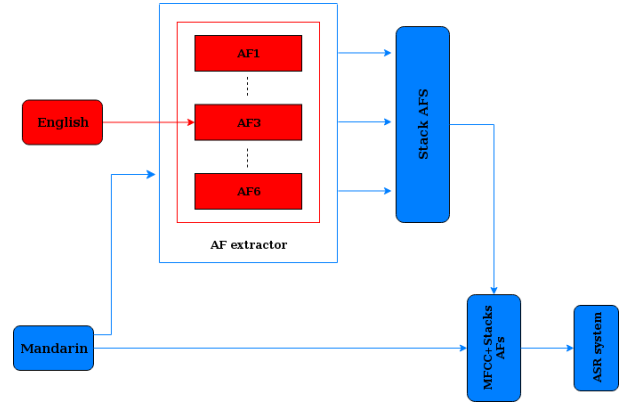 AF1
English
AF3
AF6
AF extractor
Stack AFS
Mandarin
MFCC+Stacks
AFs
ASR system